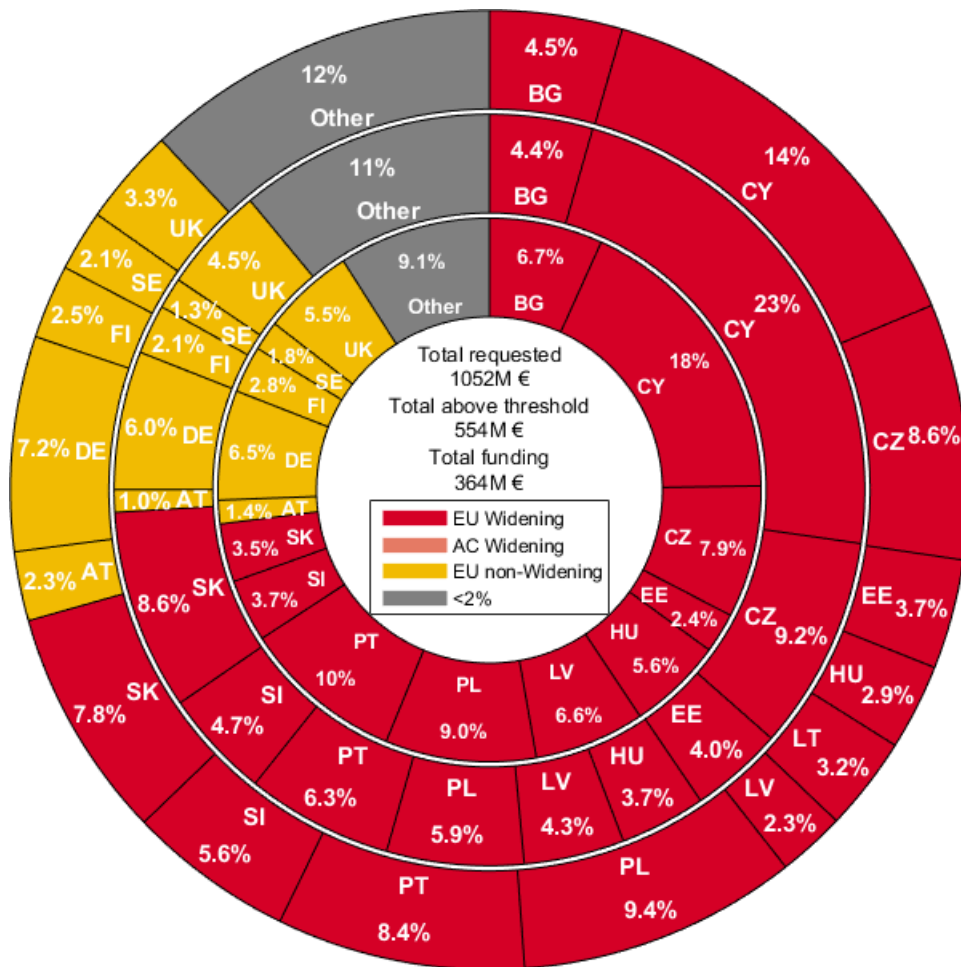 4.5%
BG
14%
CY
8.6%
CZ
3.7%
EE
2.9%
HU
3.2%
LT
2.3%
LV
9.4%
PL
8.4%
PT
5.6%
SI
7.8%
SK
2.3%
AT
7.2%
DE
2.5%
FI
2.1%
SE
3.3%
UK
12%
Other
4.4%
BG
23%
CY
9.2%
CZ
4.0%
EE
3.7%
HU
4.3%
LV
5.9%
PL
6.3%
PT
4.7%
SI
8.6%
SK
1.0%
AT
6.0%
DE
2.1%
FI
1.3%
SE
4.5%
UK
11%
Other
6.7%
BG
18%
CY
7.9%
CZ
2.4%
EE
5.6%
HU
6.6%
LV
9.0%
PL
10%
PT
3.7%
SI
3.5%
SK
1.4%
AT
6.5%
DE
2.8%
FI
1.8%
SE
5.5%
UK
9.1%
Other
Total requested
1052M €
Total above threshold
554M €
Total funding
364M €
EU Widening
AC Widening
EU non-Widening
<2%